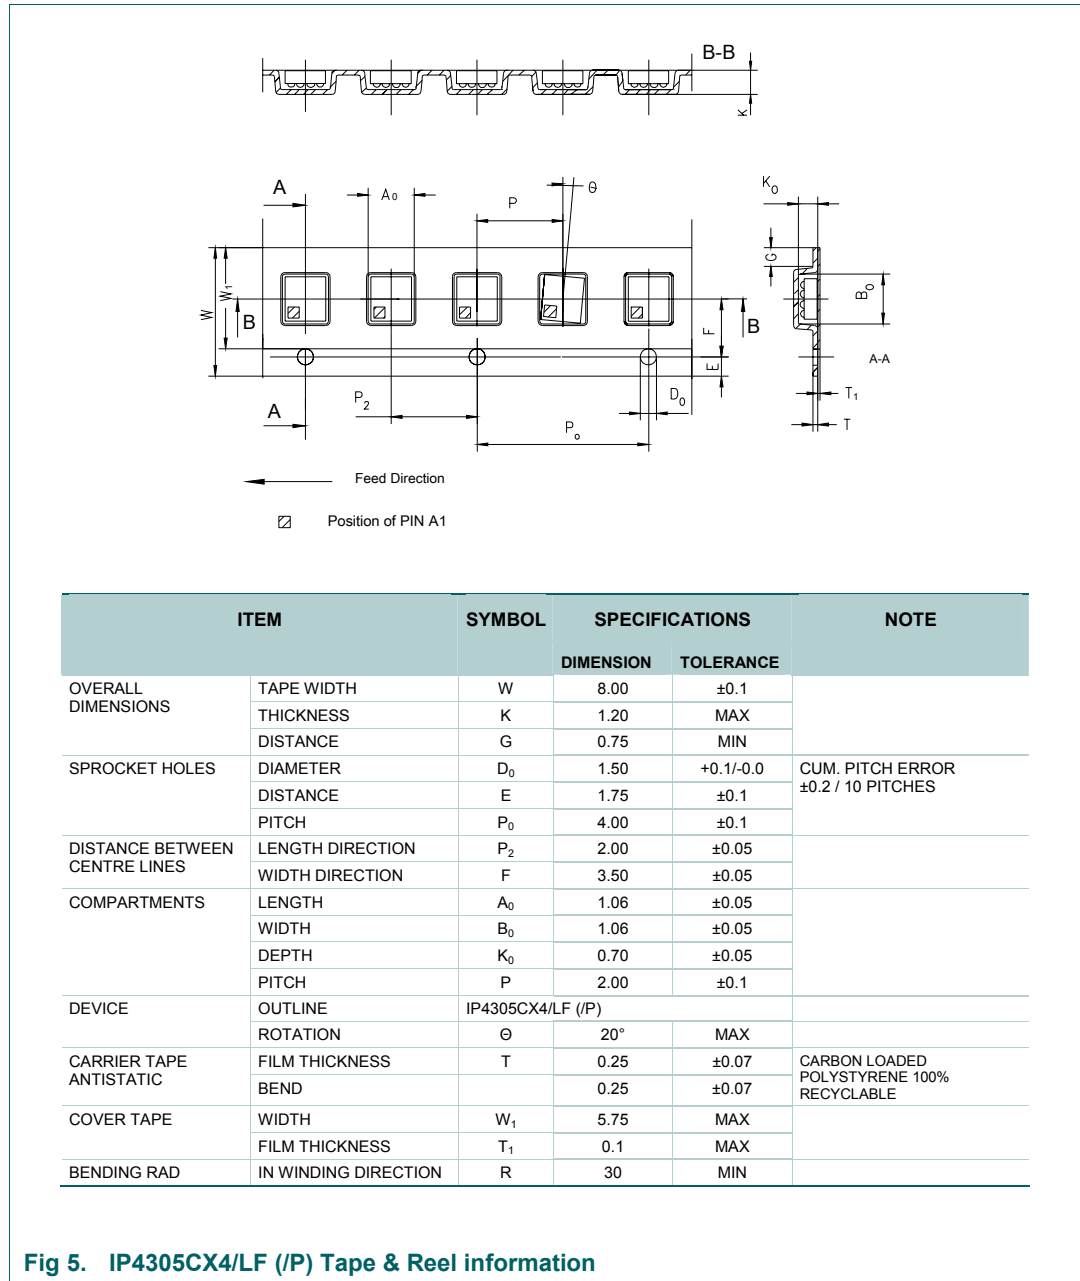 B-B
K
A
A0
P
Θ
K0
W
W1
B
F
E
B
G
B0
A-A
A
P2
D0
P0
T1
T
Feed Direction
Position of PIN A1
ITEM SYMBOL SPECIFICATIONS NOTE
DIMENSION TOLERANCE
OVERALL DIMENSIONS TAPE WIDTH W 8.00 ±0.1
THICKNESS K 1.20 MAX
DISTANCE G 0.75 MIN
SPROCKET HOLES DIAMETER D0 1.50 +0.1/-0.0 CUM. PITCH ERROR ±0.2 / 10 PITCHES
DISTANCE E 1.75 ±0.1
PITCH P0 4.00 ±0.1
DISTANCE BETWEEN CENTRE LINES LENGTH DIRECTION P2 2.00 ±0.05
WIDTH DIRECTION F 3.50 ±0.05
COMPARTMENTS LENGTH A0 1.06 ±0.05
WIDTH B0 1.06 ±0.05
DEPTH K0 0.70 ±0.05
PITCH P 2.00 ±0.1
DEVICE OUTLINE IP4305CX4/LF (/P)
ROTATION Θ 20° MAX
CARRIER TAPE ANTISTATIC FILM THICKNESS T 0.25 ±0.07 CARBON LOADED POLYSTYRENE 100% RECYCLABLE
BEND 0.25 ±0.07
COVER TAPE WIDTH W1 5.75 MAX
FILM THICKNESS T1 0.1 MAX
BENDING RAD IN WINDING DIRECTION R 30 MIN
Fig 5. IP4305CX4/LF (/P) Tape & Reel information